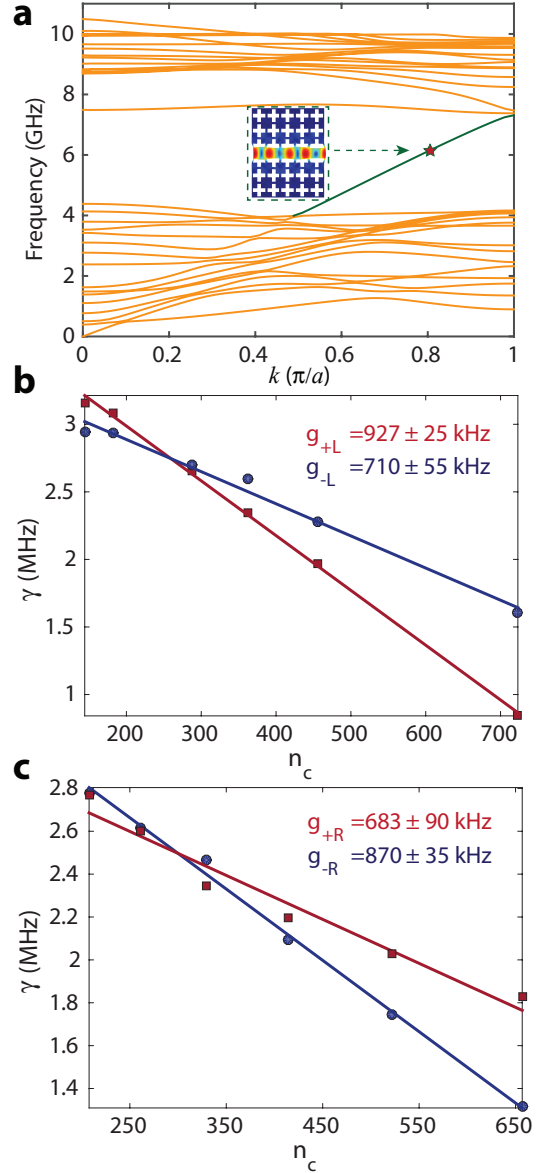 a
10
8
6
4
2
0
Frequency (GHz)
0
0.2
0.4
0.6
0.8
1
k (π/a)
b
g+L =927 ± 25 kHz
g-L =710 ± 55 kHz
3
2.5
2
1.5
1
γ (MHz)
200
300
400
500
600
700
nc
c
g+R =683 ± 90 kHz
g-R =870 ± 35 kHz
2.8
2.6
2.4
2.2
2
1.8
1.6
1.4
γ (MHz)
250
350
450
550
650
nc